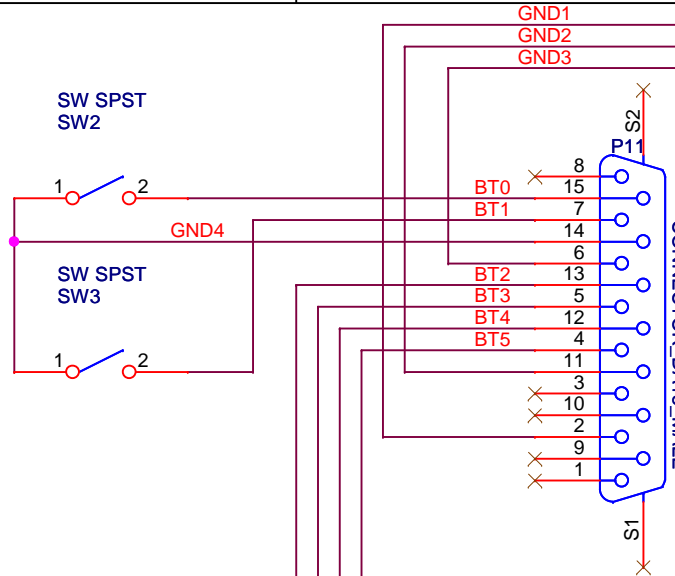 GND1
GND2
GND3
SW SPST
SW2
S2
P11
8
1 2
BT0 15
BT1 7
GND4 14
6
SW SPST
SW3
BT2 13
BT3 5
BT4 12
BT5 4
1 2
11
3
10
2
9
1
S1